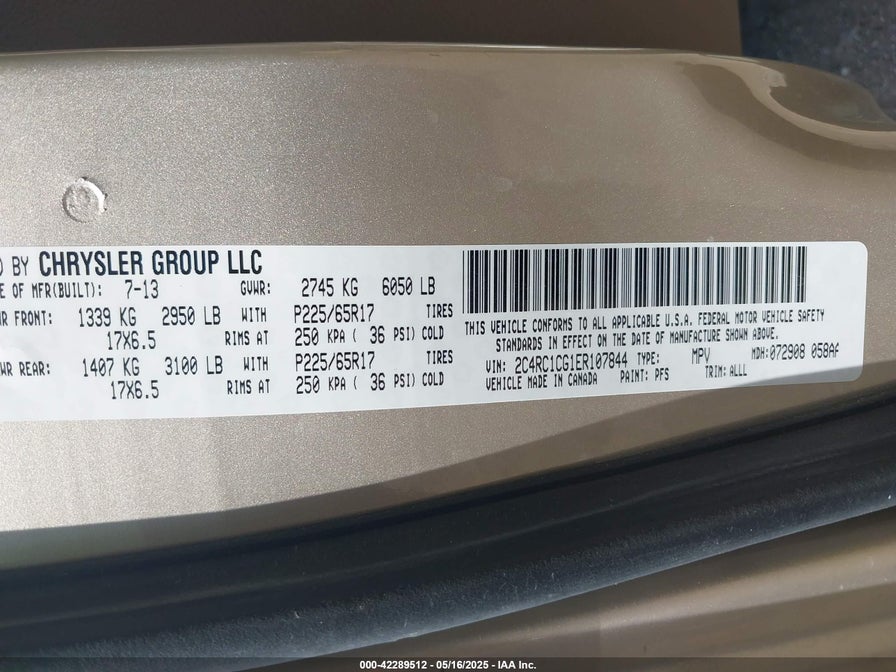 BY CHRYSLER GROUP LLC
E OF MFR(BUILT): 7-13 GVWR: 2745 KG 6050 LB
WR FRONT: 1339 KG 2950 LB WITH P225/65R17 TIRES
17X6.5 RIMS AT 250 KPA ( 36 PSI) COLD
WR REAR: 1407 KG 3100 LB WITH P225/65R17 TIRES
17X6.5 RIMS AT 250 KPA ( 36 PSI) COLD
THIS VEHICLE CONFORMS TO ALL APPLICABLE U.S.A. FEDERAL MOTOR VEHICLE SAFETY
STANDARDS IN EFFECT ON THE DATE OF MANUFACTURE SHOWN ABOVE.
VIN: 2C4RC1CG1ER107844 TYPE: MPV MDH:072908 058AA
VEHICLE MADE IN CANADA PAINT: PFS TRIM: ALLL
000-42289512 - 05/16/2025 - IAA Inc.